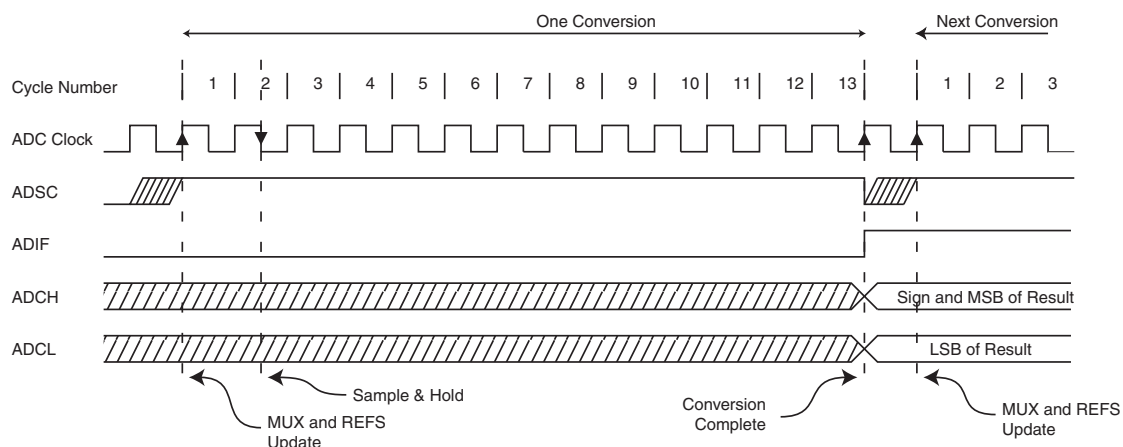 One Conversion
Next Conversion
Cycle Number
1 2 3 4 5 6 7 8 9 10 11 12 13 1 2 3
ADC Clock
ADSC
ADIF
ADCH
Sign and MSB of Result
ADCL
LSB of Result
Sample & Hold
MUX and REFS
Update
Conversion
Complete
MUX and REFS
Update